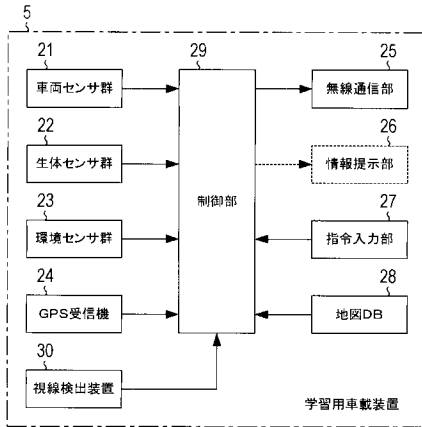 5
21
車両センサ群
22
生体センサ群
23
環境センサ群
24
GPS受信機
30
視線検出装置
29
制御部
25
無線通信部
26
情報提示部
27
指令入力部
28
地図DB
学習用車載装置